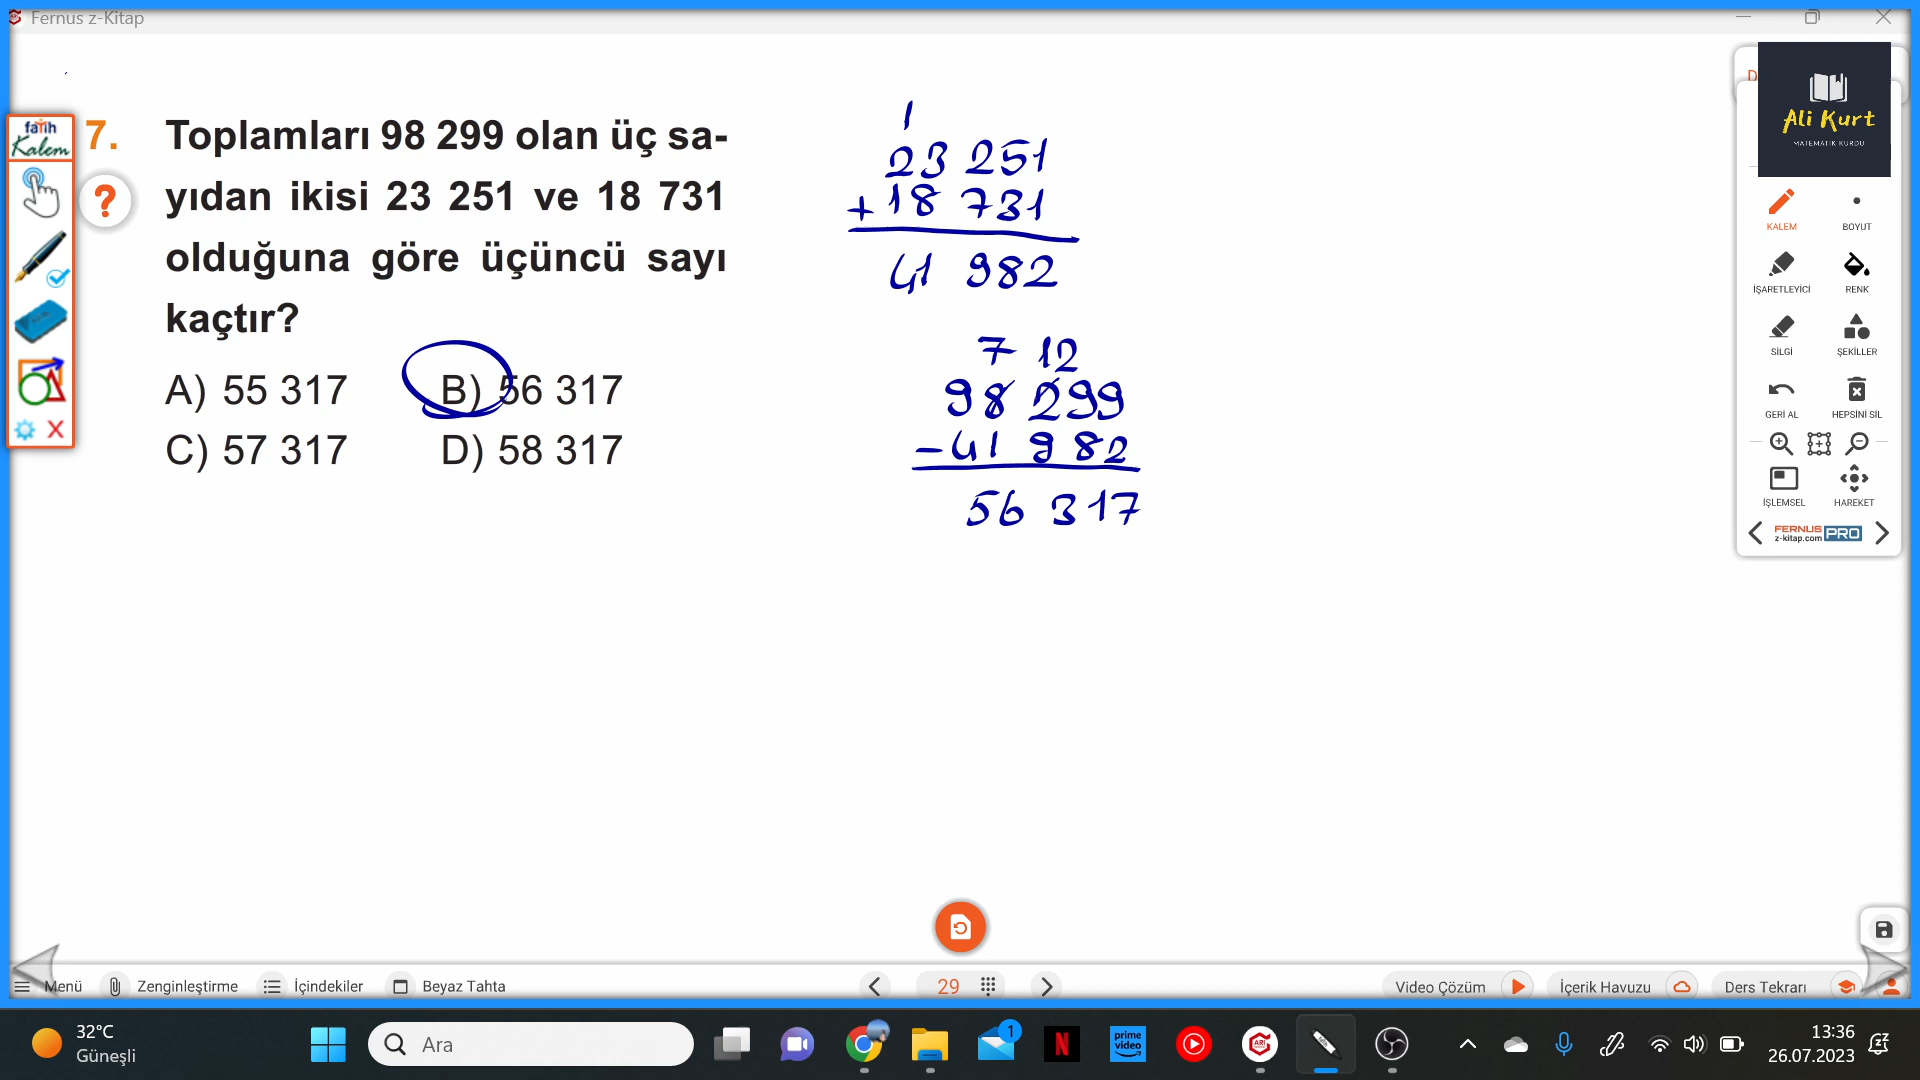 Fernus z-Kitap
fatih
Kalem
7.
Toplamları 98 299 olan üç sa-
yıdan ikisi 23 251 ve 18 731
olduğuna göre üçüncü sayı
kaçtır?
A) 55 317
B) 56 317
C) 57 317
D) 58 317
?
1
23 251
+ 18 731
41 982
7 12
98 299
- 41 982
56 317
D
Ali Kurt
MATEMATİK KURDU
KALEM
BOYUT
İŞARETLEYİCİ
RENK
SİLGİ
ŞEKİLLER
GERİ AL
HEPSİNİ SİL
İŞLEMSEL
HAREKET
FERNUS
z-kitap.com PRO
Menü
Zenginleştirme
İçindekiler
Beyaz Tahta
29
Video Çözüm
İçerik Havuzu
Ders Tekrarı
32°C
Güneşli
Ara
1
N
prime
video
ARI
13:36
26.07.2023